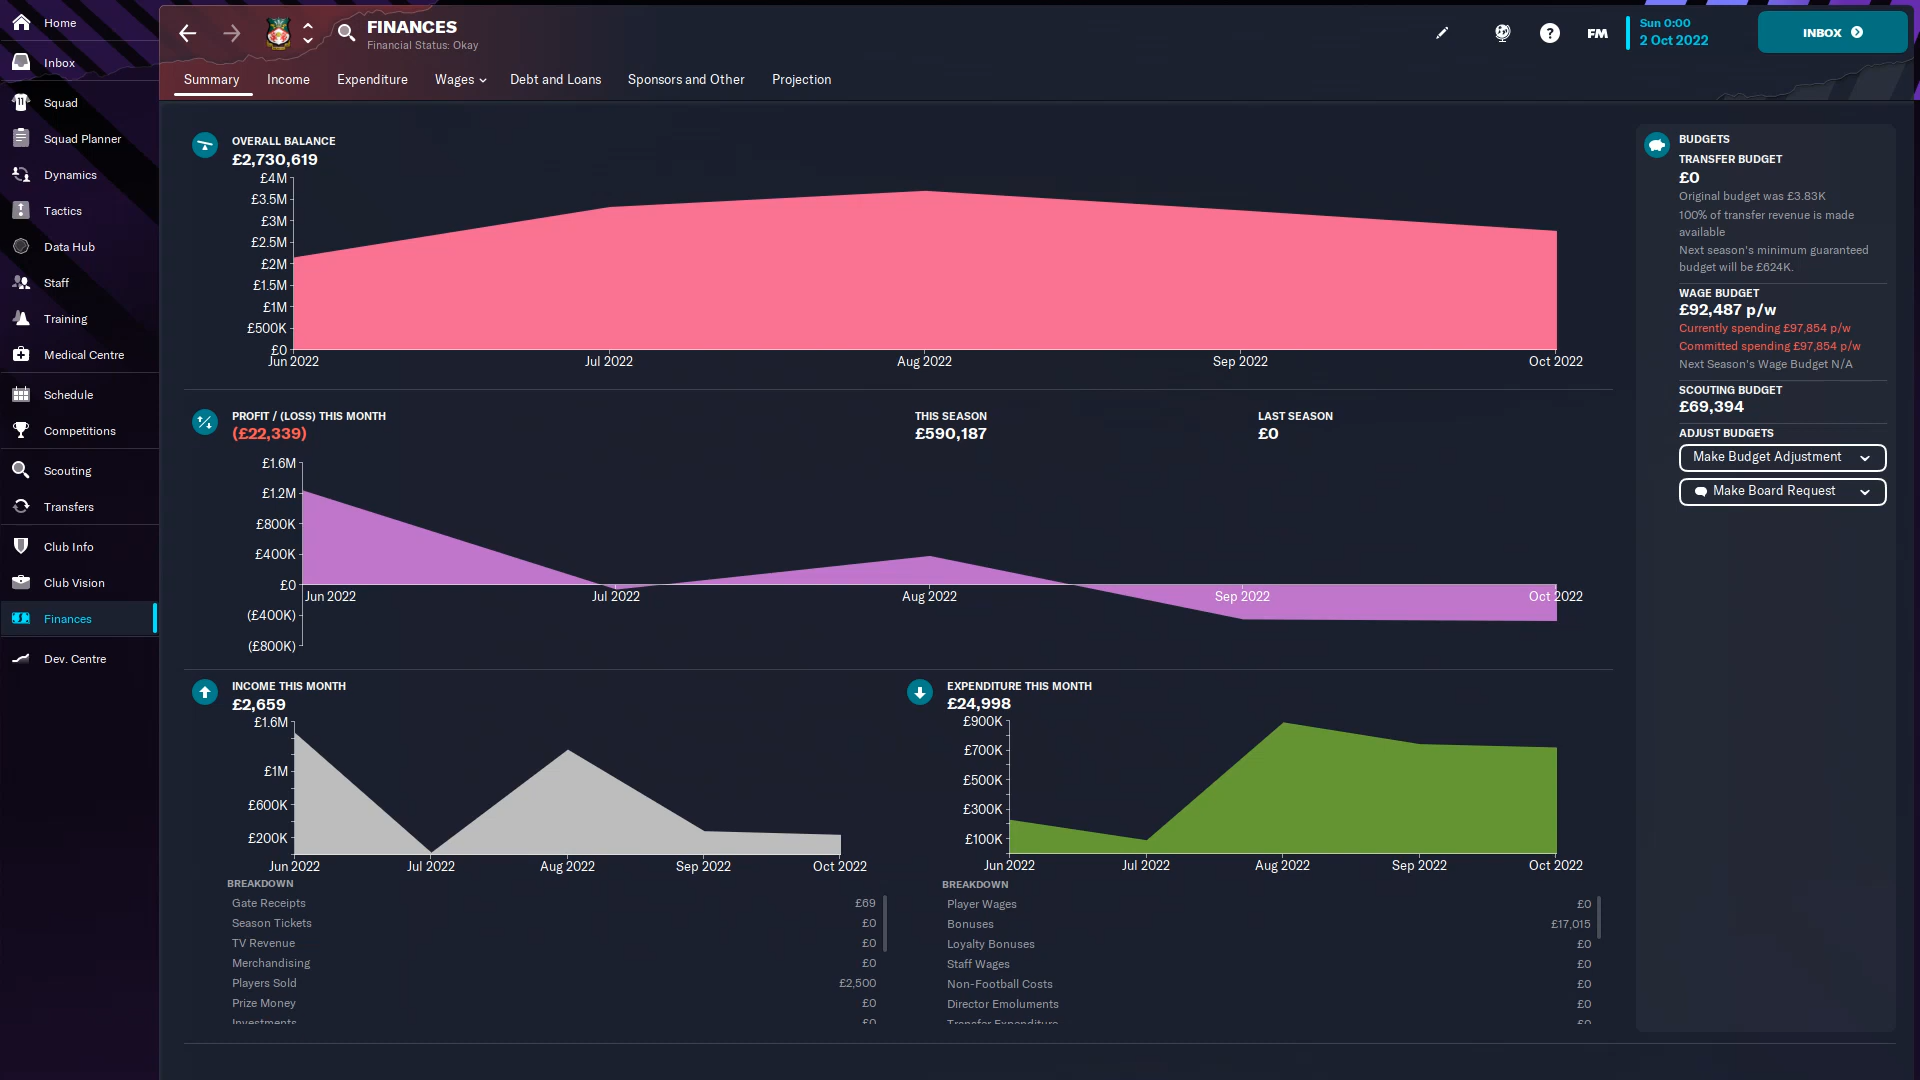 Home
Inbox
Squad
Squad Planner
Dynamics
Tactics
Data Hub
Staff
Training
Medical Centre
Schedule
Competitions
Scouting
Transfers
Club Info
Club Vision
Finances
Dev. Centre
FINANCES
Financial Status: Okay
?
FM
Sun 0:00
2 Oct 2022
INBOX
Summary Income Expenditure Wages Debt and Loans Sponsors and Other Projection
OVERALL BALANCE
£2,730,619
£4M
£3.5M
£3M
£2.5M
£2M
£1.5M
£1M
£500K
£0
Jun 2022 Jul 2022 Aug 2022 Sep 2022 Oct 2022
PROFIT / (LOSS) THIS MONTH
(£22,339)
THIS SEASON
£590,187
LAST SEASON
£0
£1.6M
£1.2M
£800K
£400K
£0
(£400K)
(£800K)
Jun 2022 Jul 2022 Aug 2022 Sep 2022 Oct 2022
INCOME THIS MONTH
£2,659
£1.6M
£1M
£600K
£200K
Jun 2022 Jul 2022 Aug 2022 Sep 2022 Oct 2022
BREAKDOWN
Gate Receipts £69
Season Tickets £0
TV Revenue £0
Merchandising £0
Players Sold £2,500
Prize Money £0
Investments £0
EXPENDITURE THIS MONTH
£24,998
£900K
£700K
£500K
£300K
£100K
Jun 2022 Jul 2022 Aug 2022 Sep 2022 Oct 2022
BREAKDOWN
Player Wages £0
Bonuses £17,015
Loyalty Bonuses £0
Staff Wages £0
Non-Football Costs £0
Director Emoluments £0
Transfer Expenditure £0
BUDGETS
TRANSFER BUDGET
£0
Original budget was £3.83K
100% of transfer revenue is made
available
Next season's minimum guaranteed
budget will be £624K.
WAGE BUDGET
£92,487 p/w
Currently spending £97,854 p/w
Committed spending £97,854 p/w
Next Season's Wage Budget N/A
SCOUTING BUDGET
£69,394
ADJUST BUDGETS
Make Budget Adjustment
Make Board Request